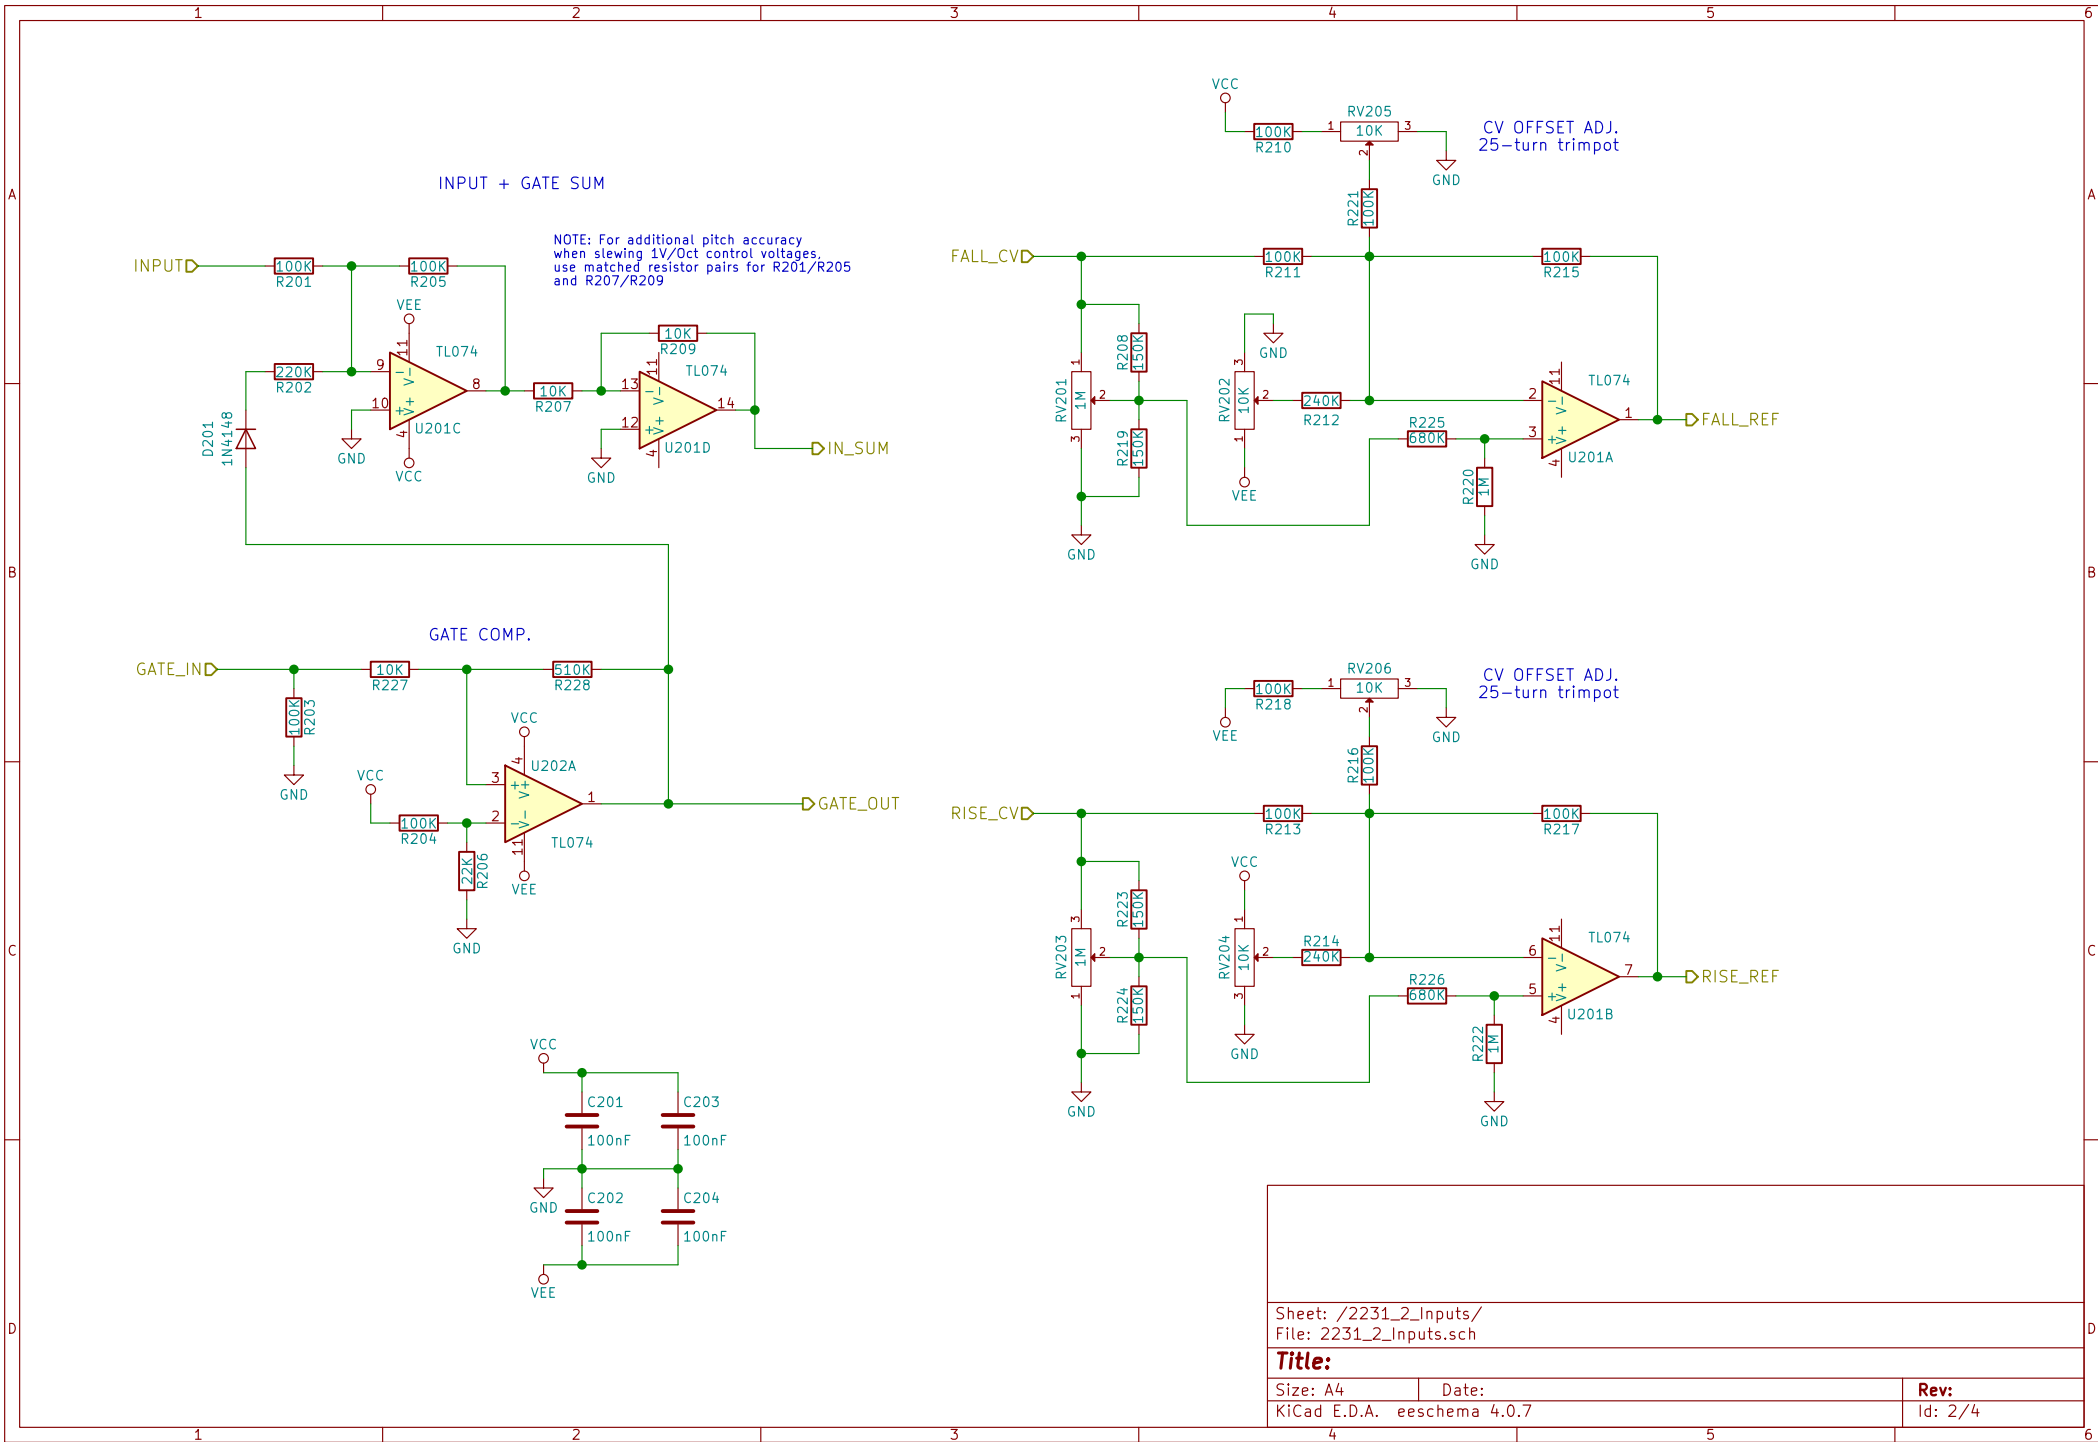 1 2 3 4 5 6
A
B
C
D
INPUT + GATE SUM
NOTE: For additional pitch accuracy
when slewing 1V/Oct control voltages,
use matched resistor pairs for R201/R205
and R207/R209
INPUT
100K
R201
100K
R205
VEE
11
TL074
9
8
10
-
V-
+
V+
4
U201C
220K
R202
GND
VCC
D201
1N4148
10K
R207
10K
R209
11
TL074
13
14
12
-
V-
+
V+
4
U201D
GND
IN_SUM
GATE COMP.
GATE_IN
10K
R227
510K
R228
100K
R203
GND
VCC
4
U202A
3
1
2
+
V+
-
V-
11
TL074
VEE
VCC
100K
R204
22K
R206
GND
GATE_OUT
VCC
C201
100nF
C203
100nF
GND
C202
100nF
C204
100nF
VEE
VCC
100K
R210
RV205
1 10K 3
2
GND
CV OFFSET ADJ.
25-turn trimpot
R221
100K
FALL_CV
100K
R211
100K
R215
R208
150K
RV201
1M
1
2
3
R219
150K
GND
GND
RV202
10K
3
2
1
VEE
240K
R212
R225
680K
R220
1M
GND
11
TL074
2
1
3
-
V-
+
V+
4
U201A
FALL_REF
VEE
100K
R218
RV206
1 10K 3
2
GND
CV OFFSET ADJ.
25-turn trimpot
R216
100K
RISE_CV
100K
R213
100K
R217
R223
150K
RV203
1M
3
2
1
R224
150K
GND
VCC
RV204
10K
1
2
3
GND
R214
240K
R226
680K
R222
1M
GND
11
TL074
6
7
5
-
V-
+
V+
4
U201B
RISE_REF
Sheet: /2231_2_Inputs/
File: 2231_2_Inputs.sch
Title:
Size: A4 Date: Rev:
KiCad E.D.A. eeschema 4.0.7 Id: 2/4
A
B
C
D
1 2 3 4 5 6